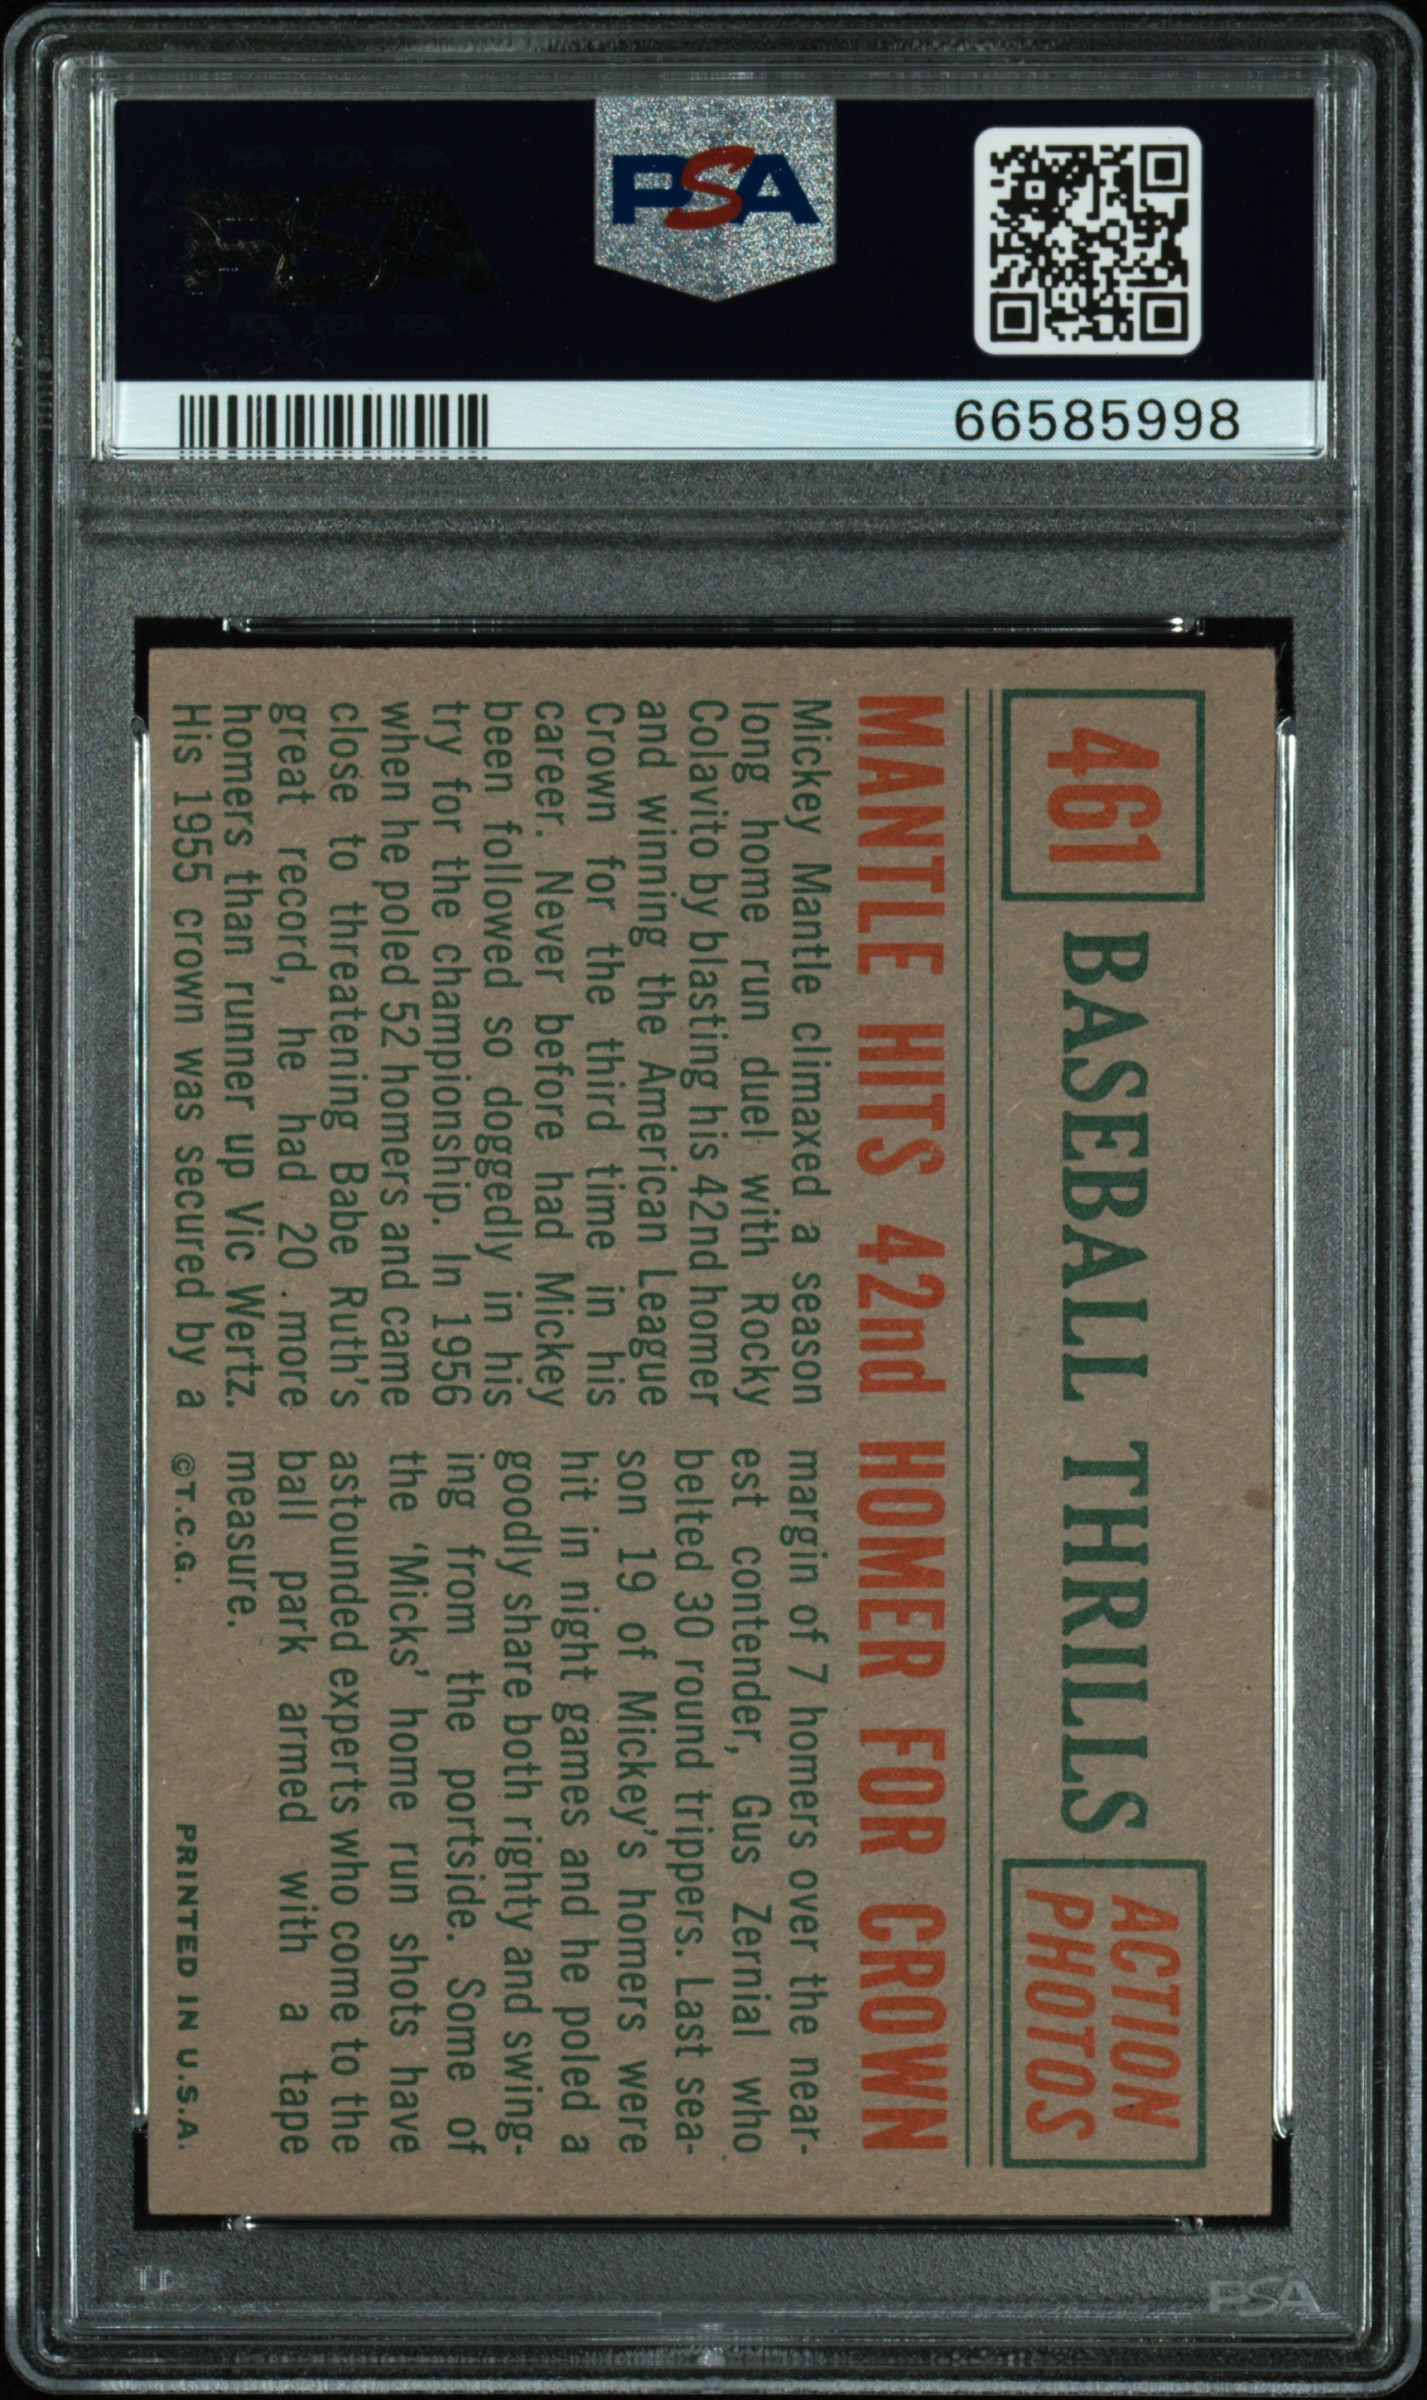 PSA
66585998
461
BASEBALL THRILLS
ACTION
PHOTOS
MANTLE HITS 42nd HOMER FOR CROWN
Mickey Mantle climaxed a season
long home run duel with Rocky
Colavito by blasting his 42nd homer
and winning the American League
Crown for the third time in his
career. Never before had Mickey
been followed so doggedly in his
try for the championship. In 1956
when he poled 52 homers and came
close to threatening Babe Ruth's
great record, he had 20 more
homers than runner up Vic Wertz.
His 1955 crown was secured by a
margin of 7 homers over the near-
est contender, Gus Zernial who
belted 30 round trippers. Last sea-
son 19 of Mickey's homers were
hit in night games and he poled a
goodly share both righty and swing-
ing from the portside. Some of
the 'Micks' home run shots have
astounded experts who come to the
ball park armed with a tape
measure.
©T.C.G.
PRINTED IN U.S.A.
PSA